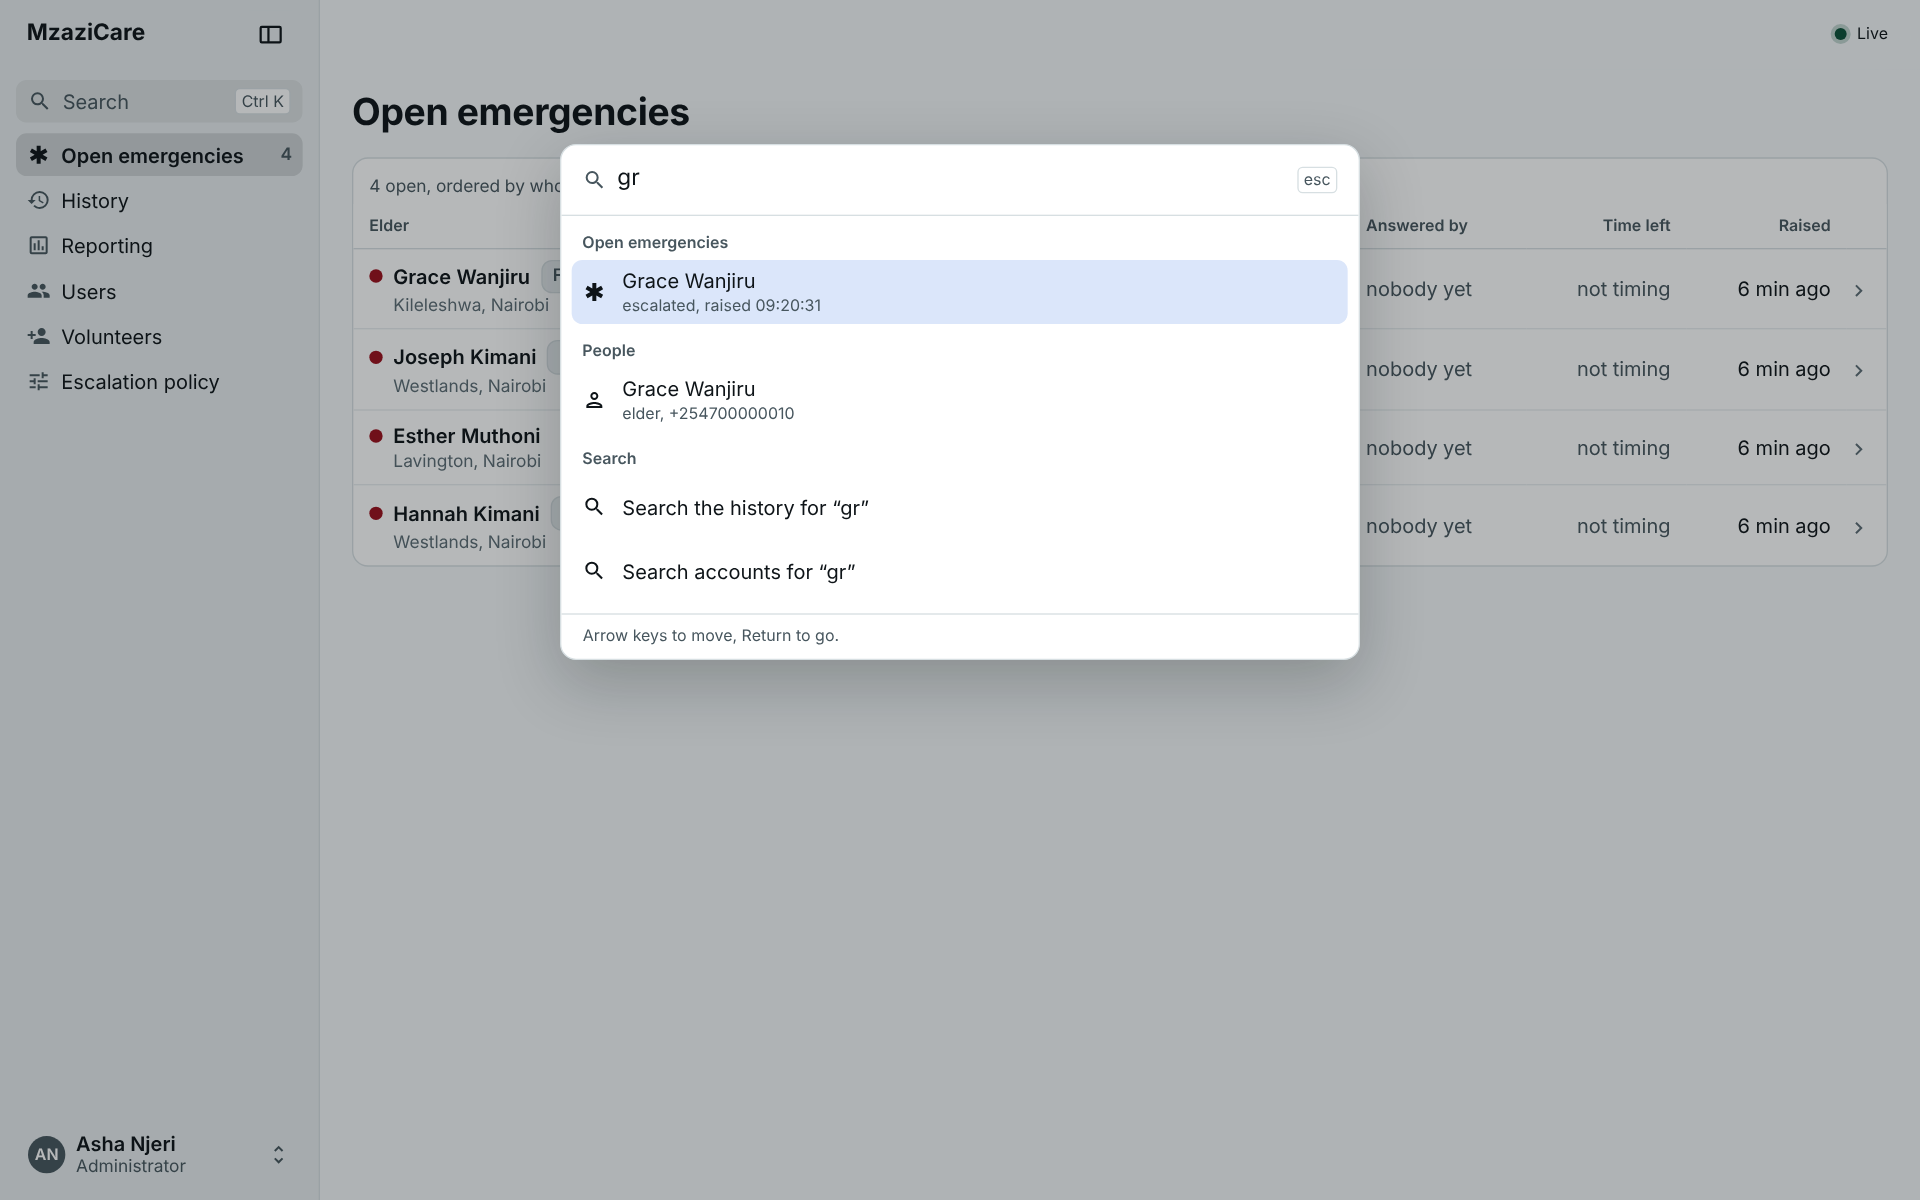 MzaziCare
Search
Ctrl K
Open emergencies
4
History
Reporting
Users
Volunteers
Escalation policy
Asha Njeri
Administrator
AN
Live
Open emergencies
4 open, ordered by
Elder
Answered by
Time left
Raised
Grace Wanjiru
Kileleshwa, Nairobi
nobody yet
not timing
6 min ago
Joseph Kimani
Westlands, Nairobi
nobody yet
not timing
6 min ago
Esther Muthoni
Lavington, Nairobi
nobody yet
not timing
6 min ago
Hannah Kimani
Westlands, Nairobi
nobody yet
not timing
6 min ago
gr
esc
Open emergencies
Grace Wanjiru
escalated, raised 09:20:31
People
Grace Wanjiru
elder, +254700000010
Search
Search the history for “gr”
Search accounts for “gr”
Arrow keys to move, Return to go.